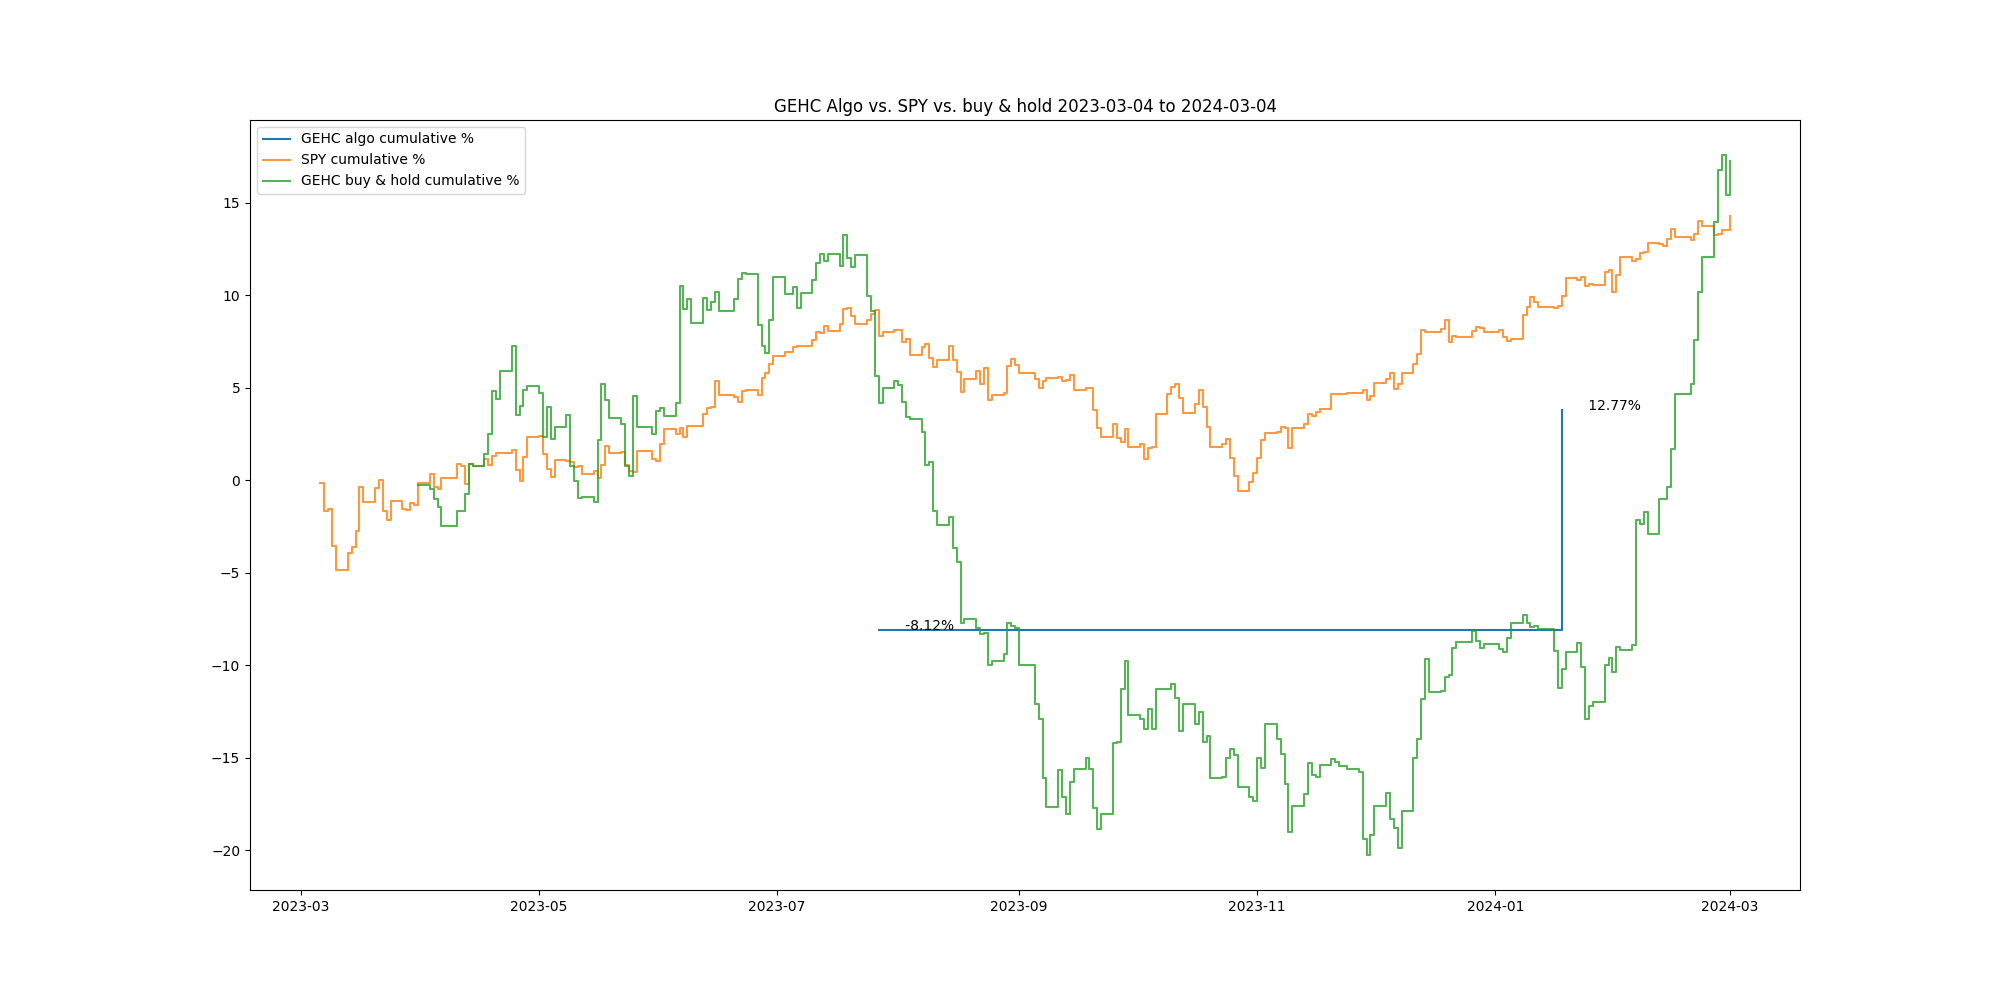 GEHC Algo vs. SPY vs. buy & hold 2023-03-04 to 2024-03-04
GEHC algo cumulative %
SPY cumulative %
GEHC buy & hold cumulative %
15
10
5
0
−5
−10
−15
−20
12.77%
-8.12%
2023-03 2023-05 2023-07 2023-09 2023-11 2024-01 2024-03